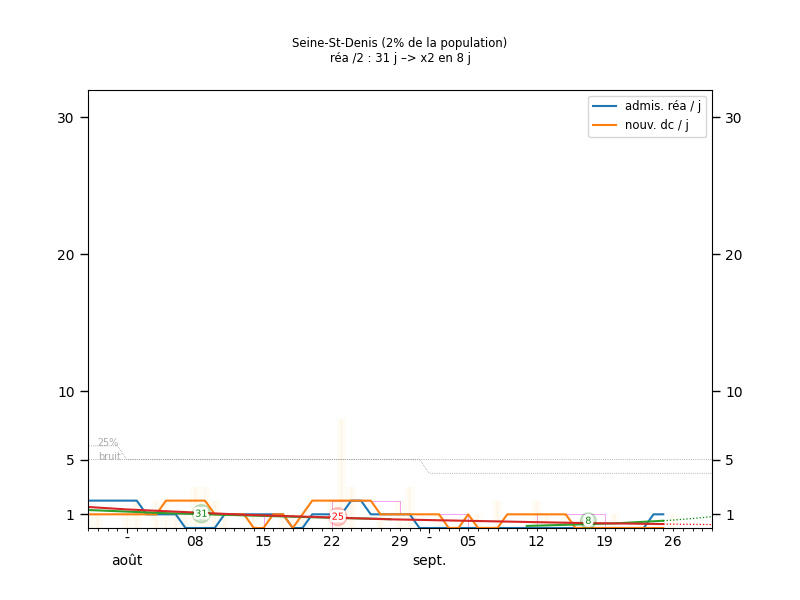 Seine-St-Denis (2% de la population)
réa /2 : 31 j –> x2 en 8 j
admis. réa / j
nouv. dc / j
30
30
20
20
10
10
5
5
1
1
25%
bruit
31
25
8
- 08 15 22 29 - 05 12 19 26
août sept.